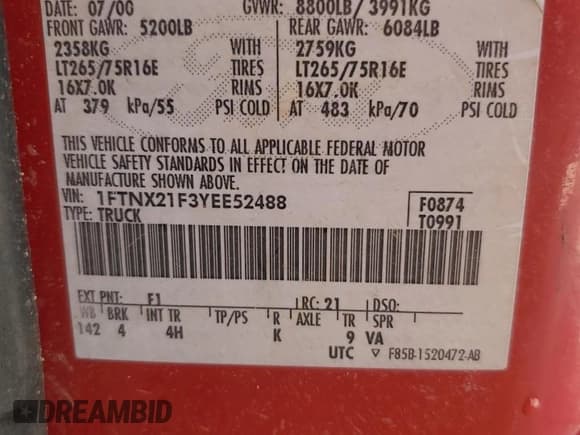 DATE: 07/00 GVWR: 8800LB/3991KG
FRONT GAWR: 5200LB REAR GAWR: 6084LB
2358KG WITH 2759KG WITH
LT265/75R16E TIRES LT265/75R16E TIRES
16X7.0K RIMS 16X7.0K RIMS
AT 379 kPa/55 PSI COLD AT 483 kPa/70 PSI COLD
THIS VEHICLE CONFORMS TO ALL APPLICABLE FEDERAL MOTOR
VEHICLE SAFETY STANDARDS IN EFFECT ON THE DATE OF
MANUFACTURE SHOWN ABOVE.
VIN: 1FTNX21F3YEE52488 F0874
TYPE: TRUCK T0991
EXT PNT: F1 RC: 21 DSO:
WB BRK INT TR TP/PS R AXLE TR SPR
142 4 4H K 9 VA
UTC ▽ F85B-1520472-AB
DREAMBID